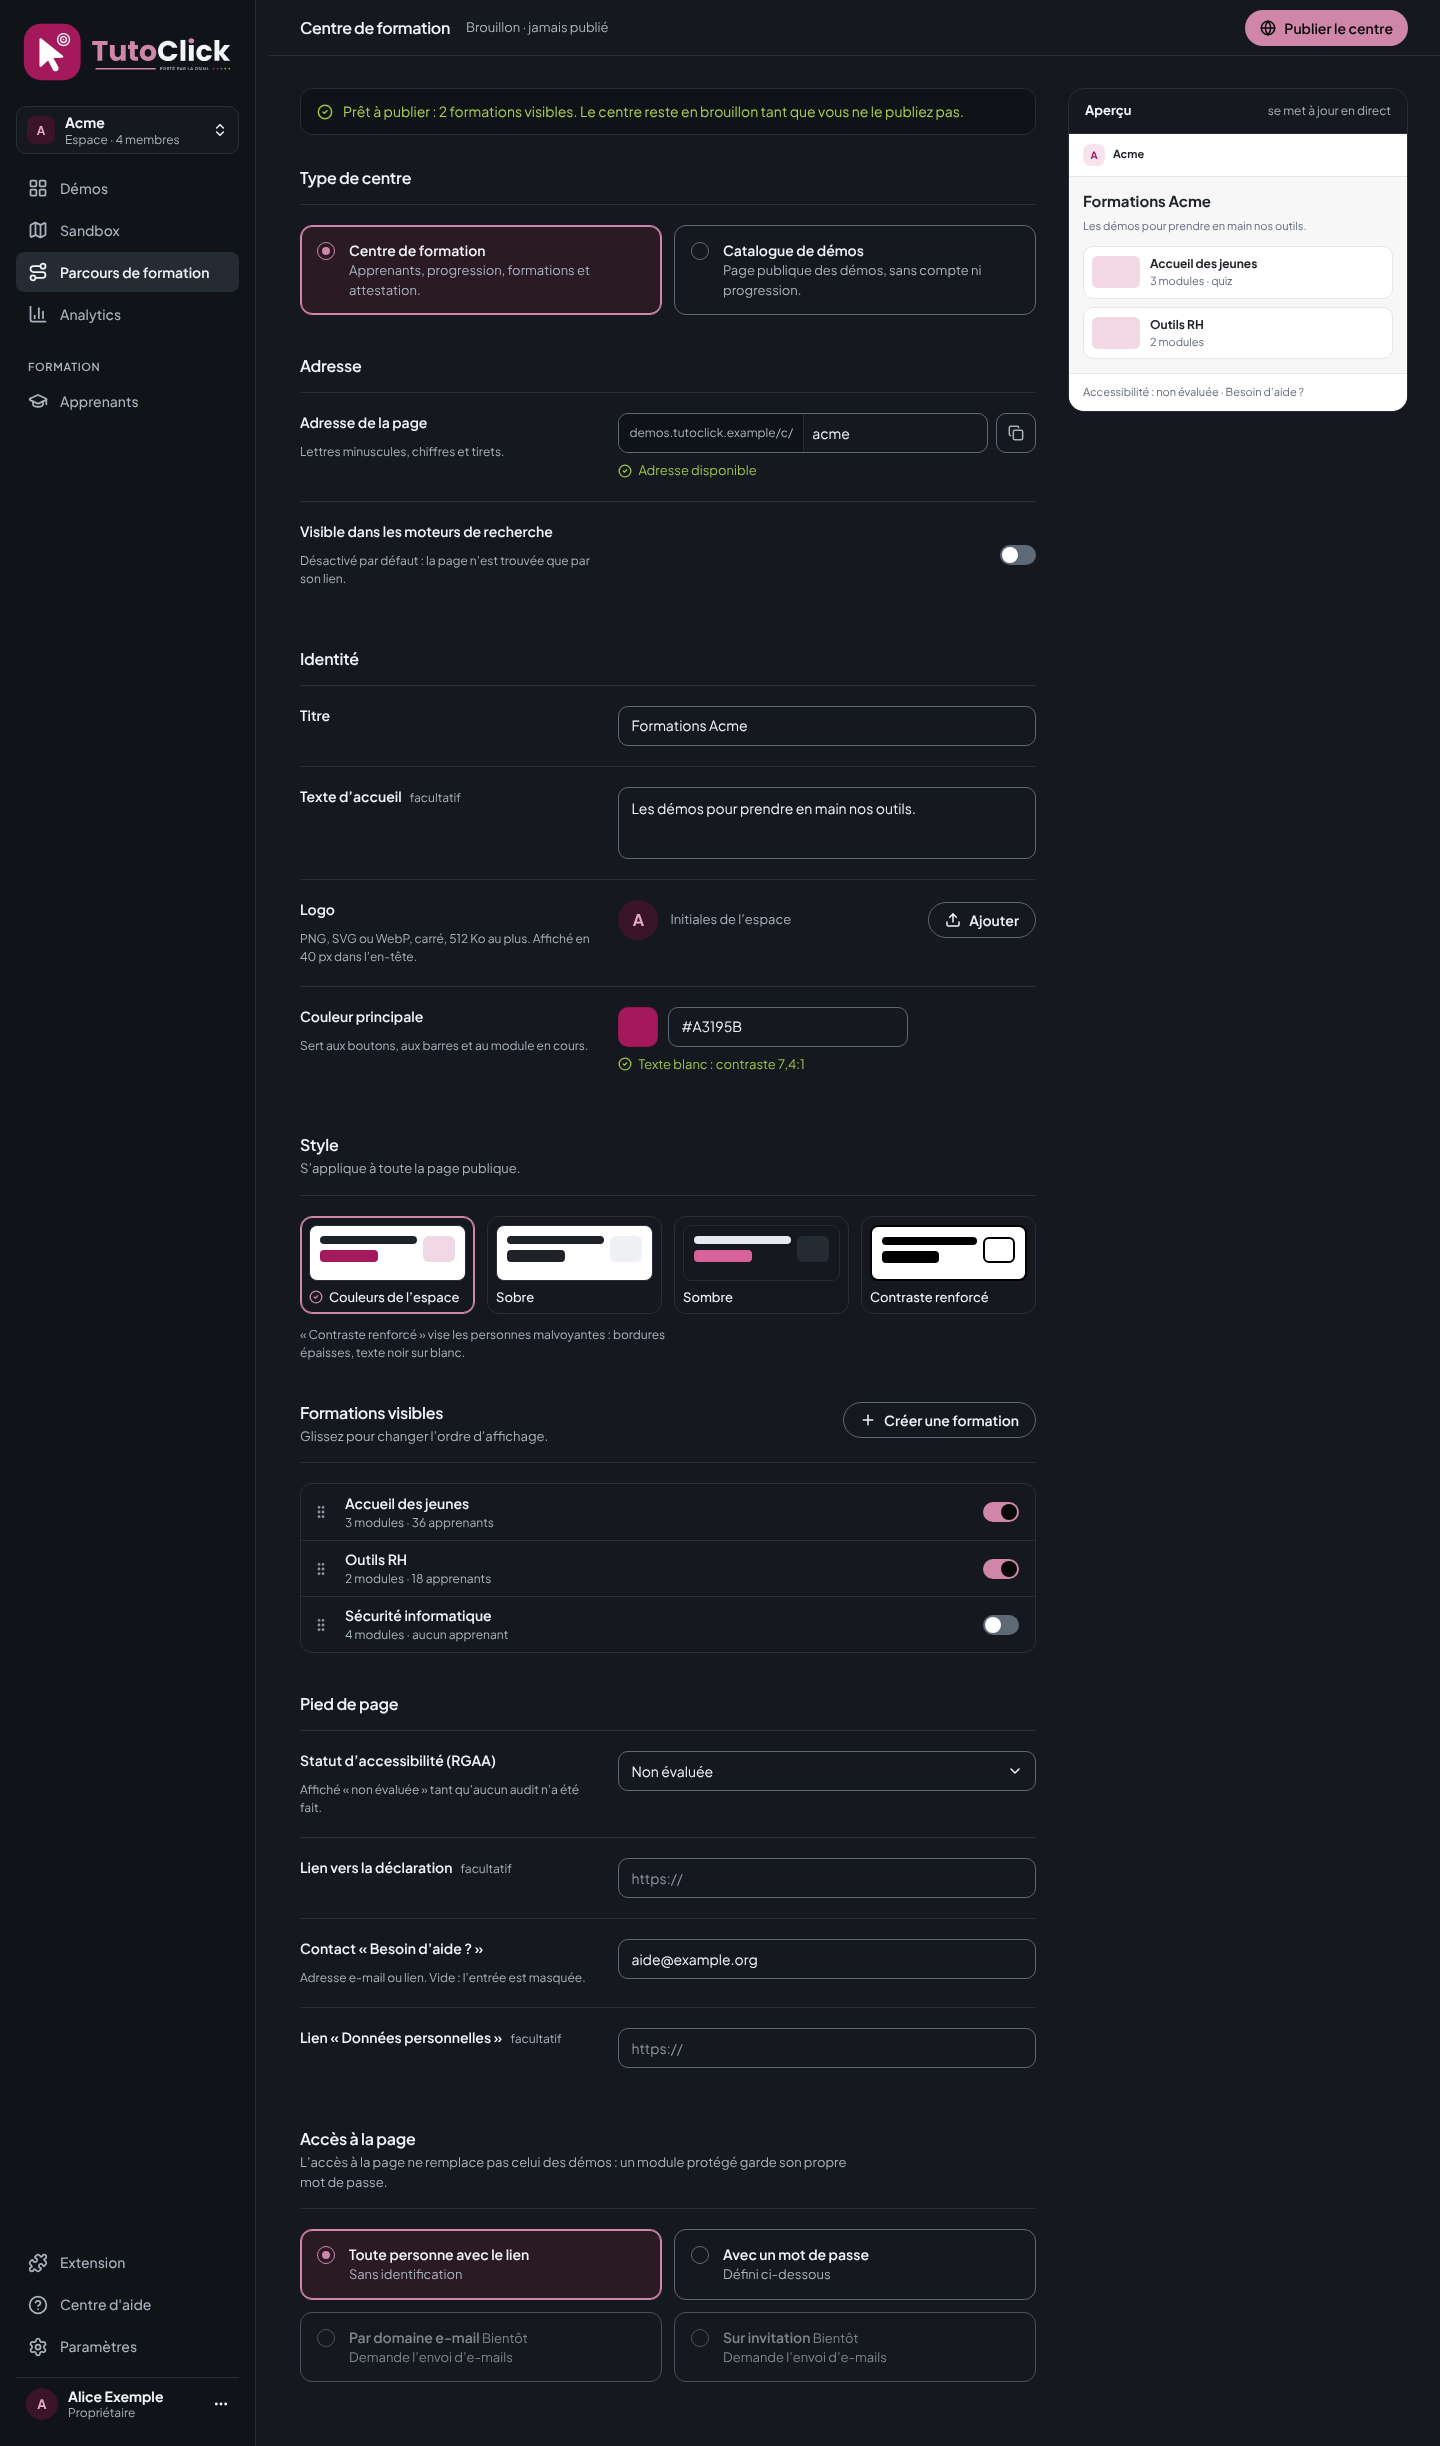 TutoClick
PORTÉ PAR LA DSIML
A
Acme
Espace · 4 membres
Démos
Sandbox
Parcours de formation
Analytics
FORMATION
Apprenants
Extension
Centre d'aide
Paramètres
A
Alice Exemple
Propriétaire
Centre de formation
Brouillon · jamais publié
Publier le centre
Prêt à publier : 2 formations visibles. Le centre reste en brouillon tant que vous ne le publiez pas.
Type de centre
Centre de formation
Apprenants, progression, formations et
attestation.
Catalogue de démos
Page publique des démos, sans compte ni
progression.
Adresse
Adresse de la page
Lettres minuscules, chiffres et tirets.
demos.tutoclick.example/c/
acme
Adresse disponible
Visible dans les moteurs de recherche
Désactivé par défaut : la page n’est trouvée que par
son lien.
Identité
Titre
Formations Acme
Texte d’accueil facultatif
Les démos pour prendre en main nos outils.
Logo
PNG, SVG ou WebP, carré, 512 Ko au plus. Affiché en
40 px dans l’en-tête.
A
Initiales de l’espace
Ajouter
Couleur principale
Sert aux boutons, aux barres et au module en cours.
#A3195B
Texte blanc : contraste 7,4:1
Style
S’applique à toute la page publique.
Couleurs de l’espace
Sobre
Sombre
Contraste renforcé
« Contraste renforcé » vise les personnes malvoyantes : bordures
épaisses, texte noir sur blanc.
Formations visibles
Glissez pour changer l’ordre d’affichage.
Créer une formation
Accueil des jeunes
3 modules · 36 apprenants
Outils RH
2 modules · 18 apprenants
Sécurité informatique
4 modules · aucun apprenant
Pied de page
Statut d’accessibilité (RGAA)
Affiché « non évaluée » tant qu’aucun audit n’a été
fait.
Non évaluée
Lien vers la déclaration facultatif
https://
Contact « Besoin d’aide ? »
Adresse e-mail ou lien. Vide : l’entrée est masquée.
aide@example.org
Lien « Données personnelles » facultatif
https://
Accès à la page
L’accès à la page ne remplace pas celui des démos : un module protégé garde son propre
mot de passe.
Toute personne avec le lien
Sans identification
Avec un mot de passe
Défini ci-dessous
Par domaine e-mail Bientôt
Demande l’envoi d’e-mails
Sur invitation Bientôt
Demande l’envoi d’e-mails
Aperçu
se met à jour en direct
A
Acme
Formations Acme
Les démos pour prendre en main nos outils.
Accueil des jeunes
3 modules · quiz
Outils RH
2 modules
Accessibilité : non évaluée · Besoin d’aide ?